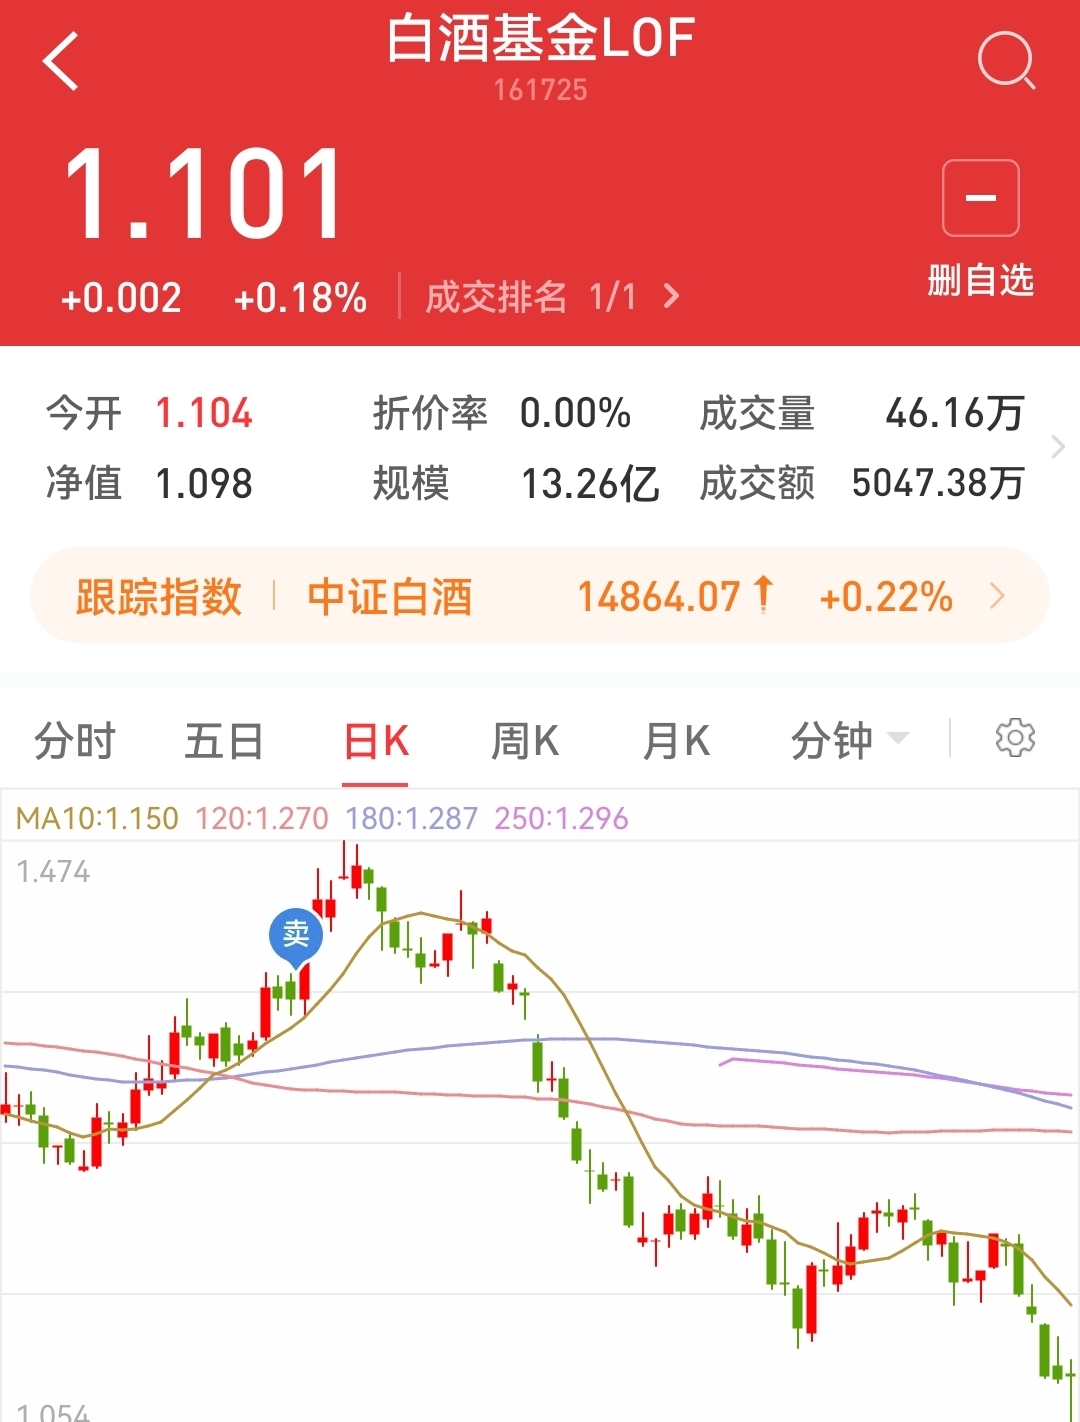 白酒基金LOF
161725
1.101
+0.002 +0.18% 成交排名 1/1
删自选
今开 1.104 折价率 0.00% 成交量 46.16万
净值 1.098 规模 13.26亿 成交额 5047.38万
跟踪指数 中证白酒 14864.07 +0.22%
分时 五日 日K 周K 月K 分钟
MA10:1.150 120:1.270 180:1.287 250:1.296
1.474
卖
1.054